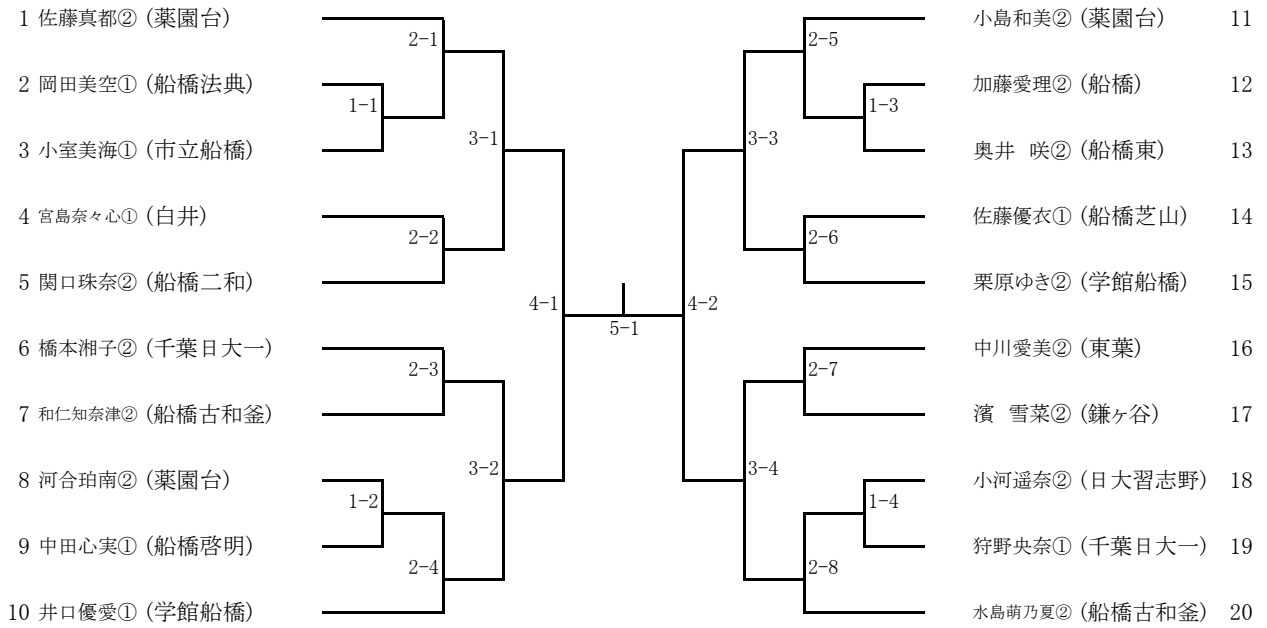 1 佐藤真都② (薬園台)
2 岡田美空① (船橋法典)
3 小室美海① (市立船橋)
4 宮島奈々心① (白井)
5 関口珠奈② (船橋二和)
6 橋本湘子② (千葉日大一)
7 和仁知奈津② (船橋古和釜)
8 河合珀南② (薬園台)
9 中田心実① (船橋啓明)
10 井口優愛① (学館船橋)
2-1
1-1
3-1
2-2
4-1
2-3
3-2
1-2
2-4
5-1
2-5
1-3
3-3
2-6
4-2
2-7
3-4
1-4
2-8
小島和美② (薬園台) 11
加藤愛理② (船橋) 12
奥井 咲② (船橋東) 13
佐藤優衣① (船橋芝山) 14
栗原ゆき② (学館船橋) 15
中川愛美② (東葉) 16
濱 雪菜② (鎌ヶ谷) 17
小河遥奈② (日大習志野) 18
狩野央奈① (千葉日大一) 19
水島萌乃夏② (船橋古和釜) 20